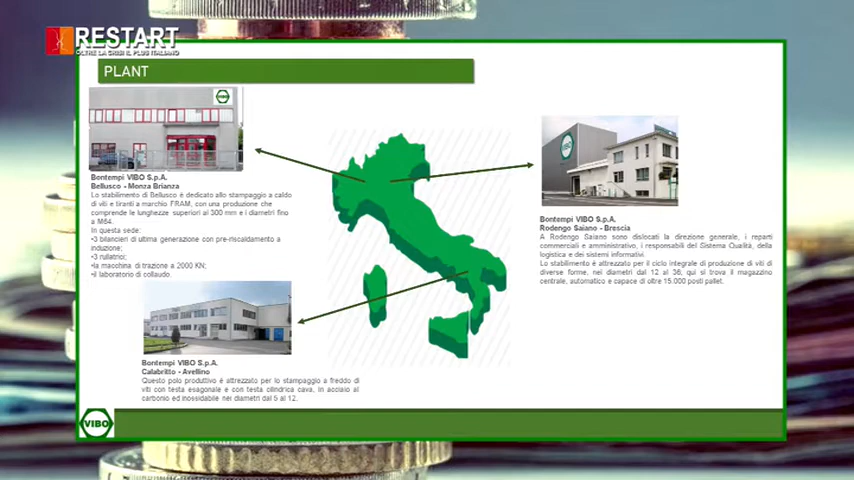 RESTART
OLTRE LA CRISI IL PLUS ITALIANO
PLANT
VIBO
Bontempi VIBO S.p.A.
Bellusco - Monza Brianza
Lo stabilimento di Bellusco è dedicato allo stampaggio a caldo
di viti e tiranti a marchio FRAM, con una produzione che
comprende le lunghezze superiori ai 300 mm e i diametri fino
a M64.
In questa sede:
•3 bilancieri di ultima generazione con pre-riscaldamento a
induzione;
•3 rullatrici;
•la macchina di trazione a 2000 KN;
•il laboratorio di collaudo.
VIBO
Bontempi VIBO S.p.A.
Rodengo Saiano - Brescia
A Rodengo Saiano sono dislocati la direzione generale, i reparti
commerciali e amministrativo, i responsabili del Sistema Qualità, della
logistica e dei sistemi informativi.
Lo stabilimento è attrezzato per il ciclo integrale di produzione di viti di
diverse forme, nei diametri dal 12 al 36; qui si trova il magazzino
centrale, automatico e capace di oltre 15.000 posti pallet.
Bontempi VIBO S.p.A.
Calabritto - Avellino
Questo polo produttivo è attrezzato per lo stampaggio a freddo di
viti con testa esagonale e con testa cilindrica cava, in acciaio al
carbonio ed inossidabile nei diametri dal 5 al 12.
VIBO